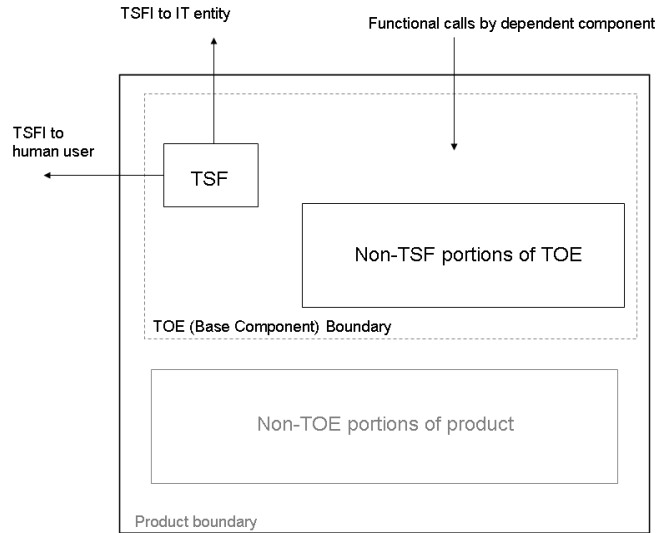 TSFI to IT entity
Functional calls by dependent component
TSFI to
human user
TSF
Non-TSF portions of TOE
TOE (Base Component) Boundary
Non-TOE portions of product
Product boundary